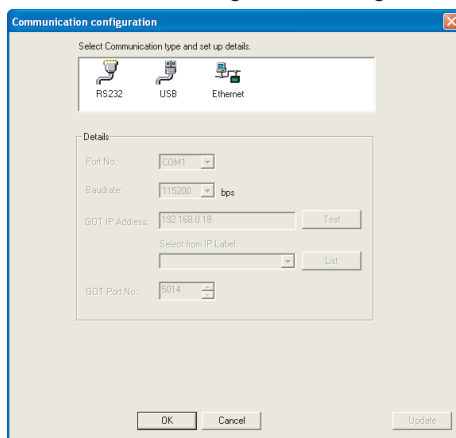 Communication configuration
Select Communication type and set up details.
RS232 USB Ethernet
Details
Port No.: COM1
Baudrate: 115200 bps
GOT IP Address: 192.168.0.18 Test
Select from IP Label:
List
GOT Port No.: 5014
OK Cancel Update